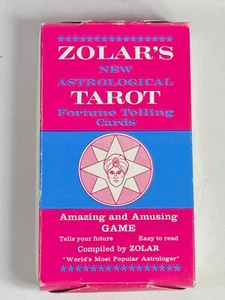 ZOLAR'S
NEW
ASTROLOGICAL
TAROT
Fortune Telling
Cards
Amazing and Amusing
GAME
Tells your future Easy to read
Compiled by ZOLAR
"World's Most Popular Astrologer"